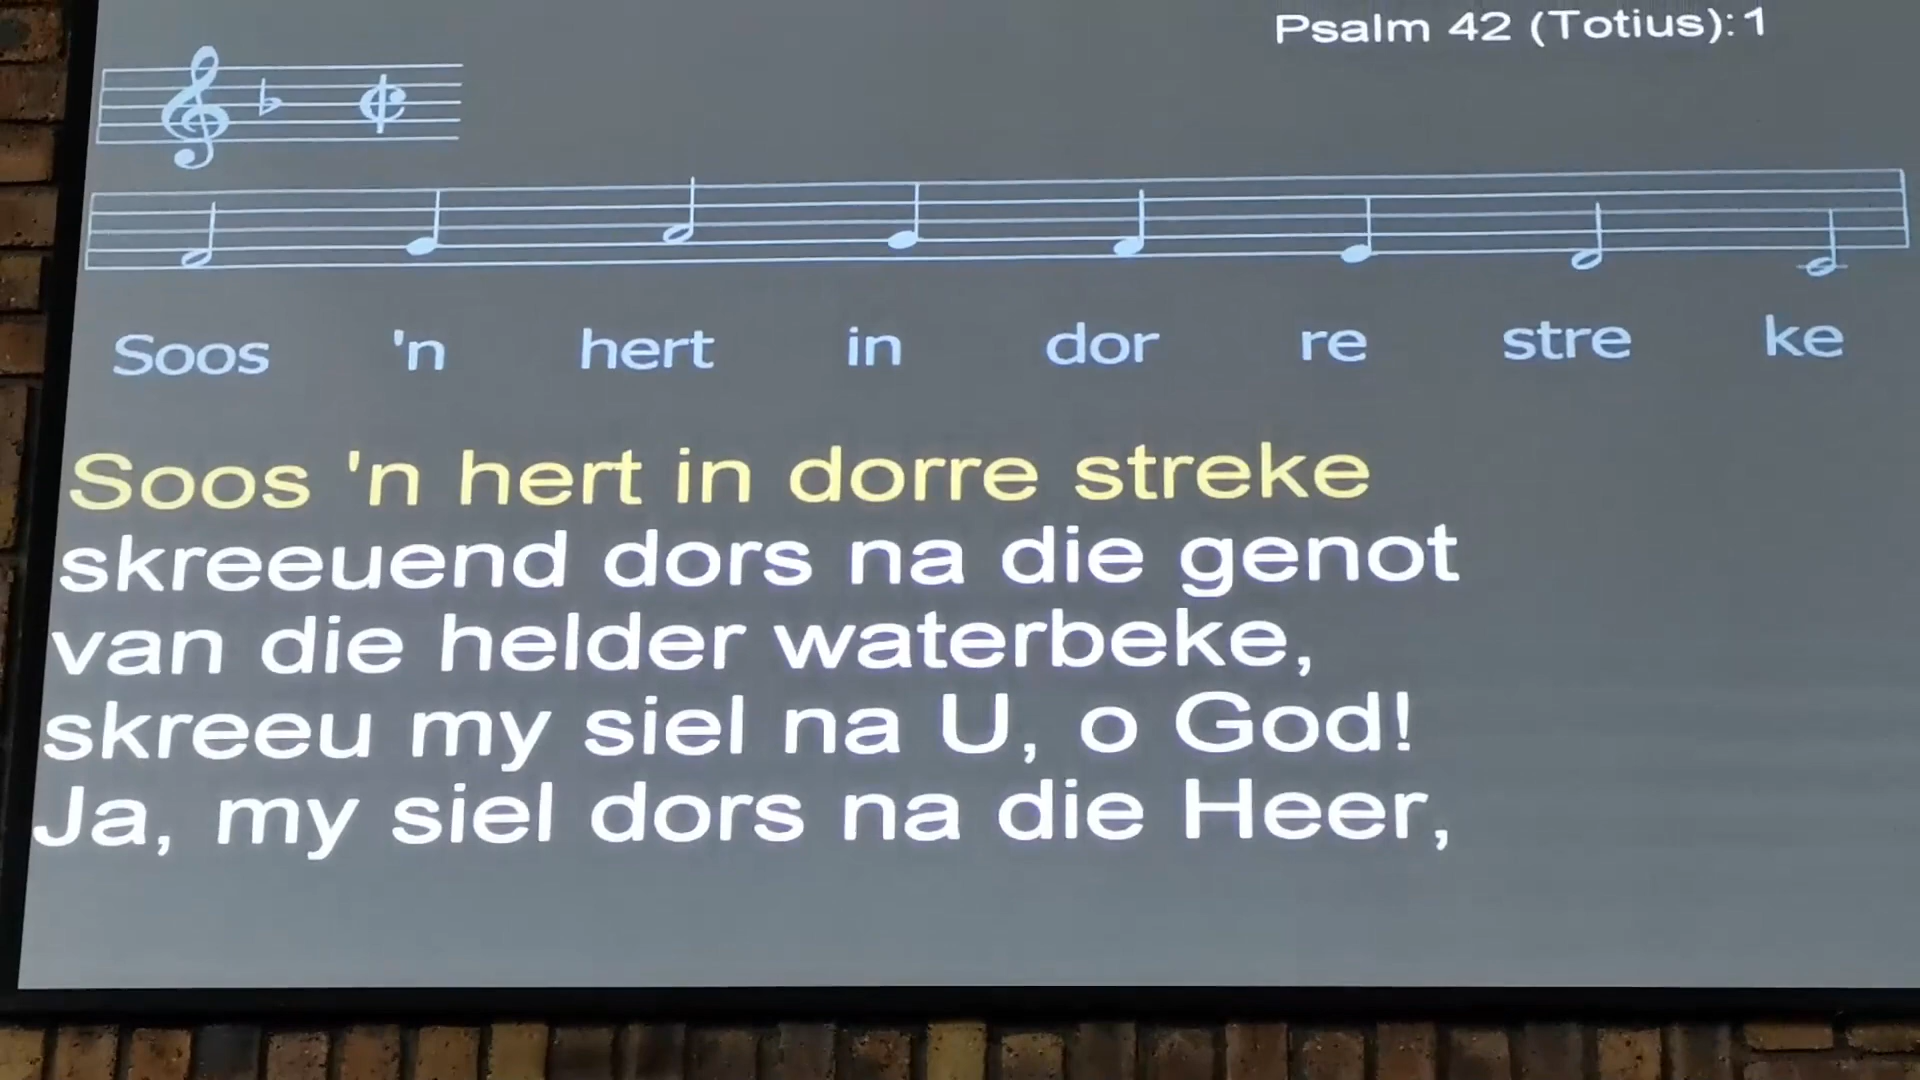 Psalm 42 (Totius):1
Soos 'n hert in dor re stre ke
Soos 'n hert in dorre streke
skreeuend dors na die genot
van die helder waterbeke,
skreeu my siel na U, o God!
Ja, my siel dors na die Heer,